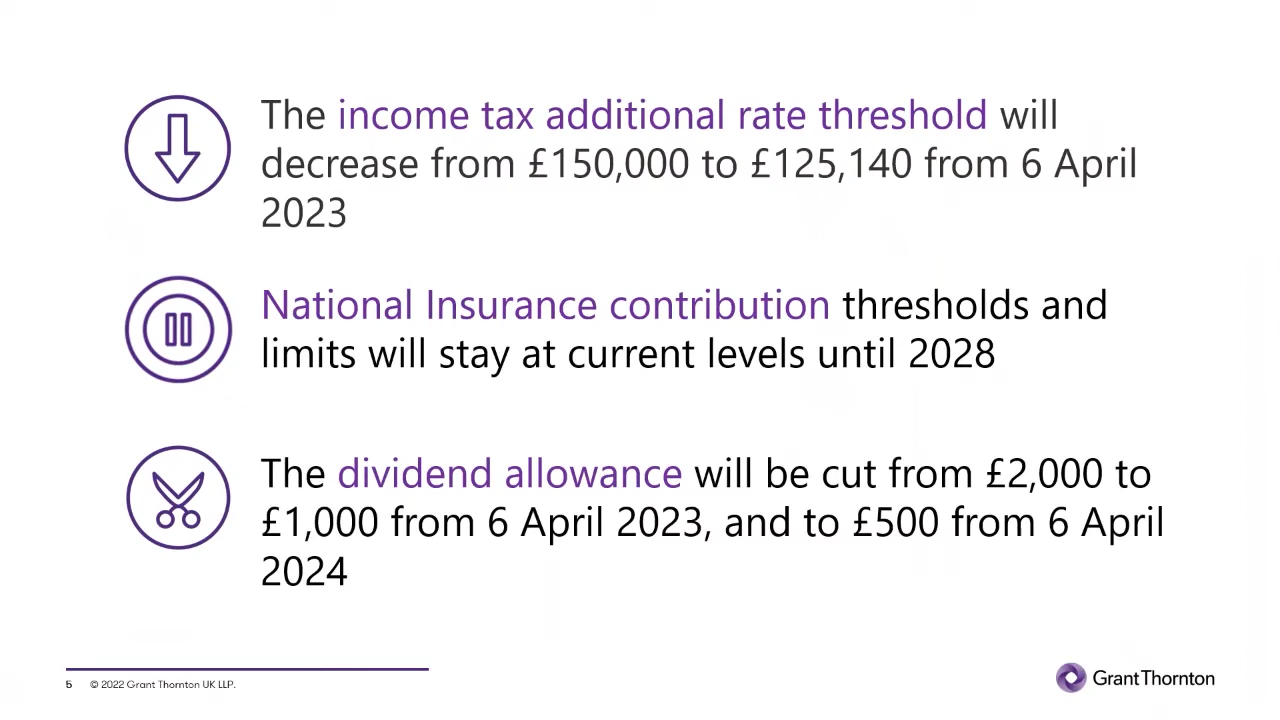 The income tax additional rate threshold will
decrease from £150,000 to £125,140 from 6 April
2023
National Insurance contribution thresholds and
limits will stay at current levels until 2028
The dividend allowance will be cut from £2,000 to
£1,000 from 6 April 2023, and to £500 from 6 April
2024
5 © 2022 Grant Thornton UK LLP.
Grant Thornton